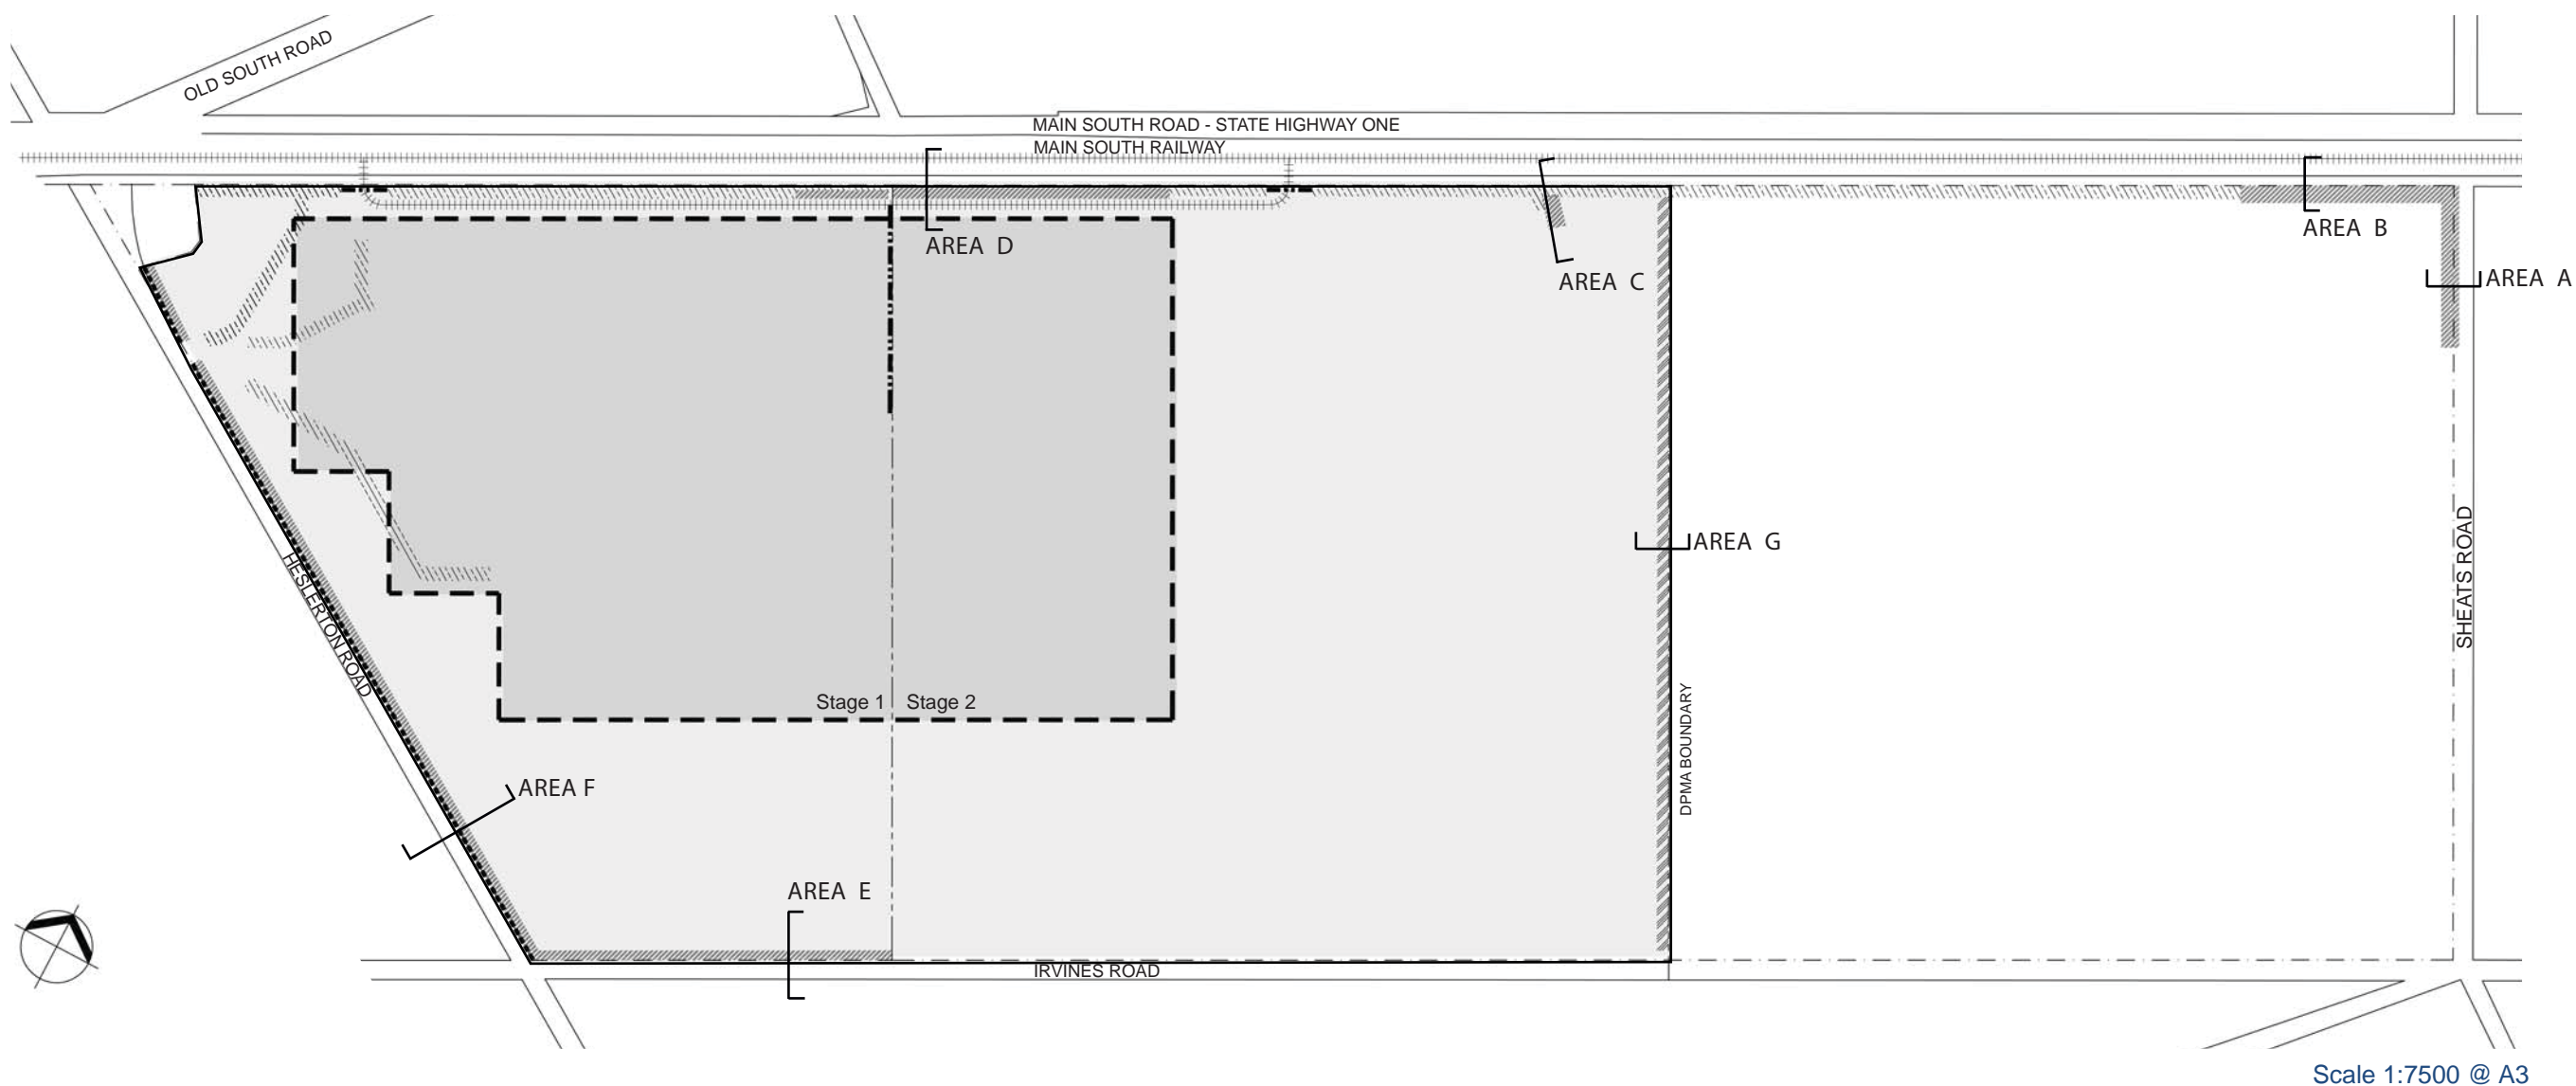 OLD SOUTH ROAD
MAIN SOUTH ROAD - STATE HIGHWAY ONE
MAIN SOUTH RAILWAY
AREA D
AREA C
AREA B
AREA A
AREA G
HESLERTON ROAD
SHEATS ROAD
Stage 1
Stage 2
DPMA BOUNDARY
AREA F
AREA E
IRVINES ROAD
Scale 1:7500 @ A3